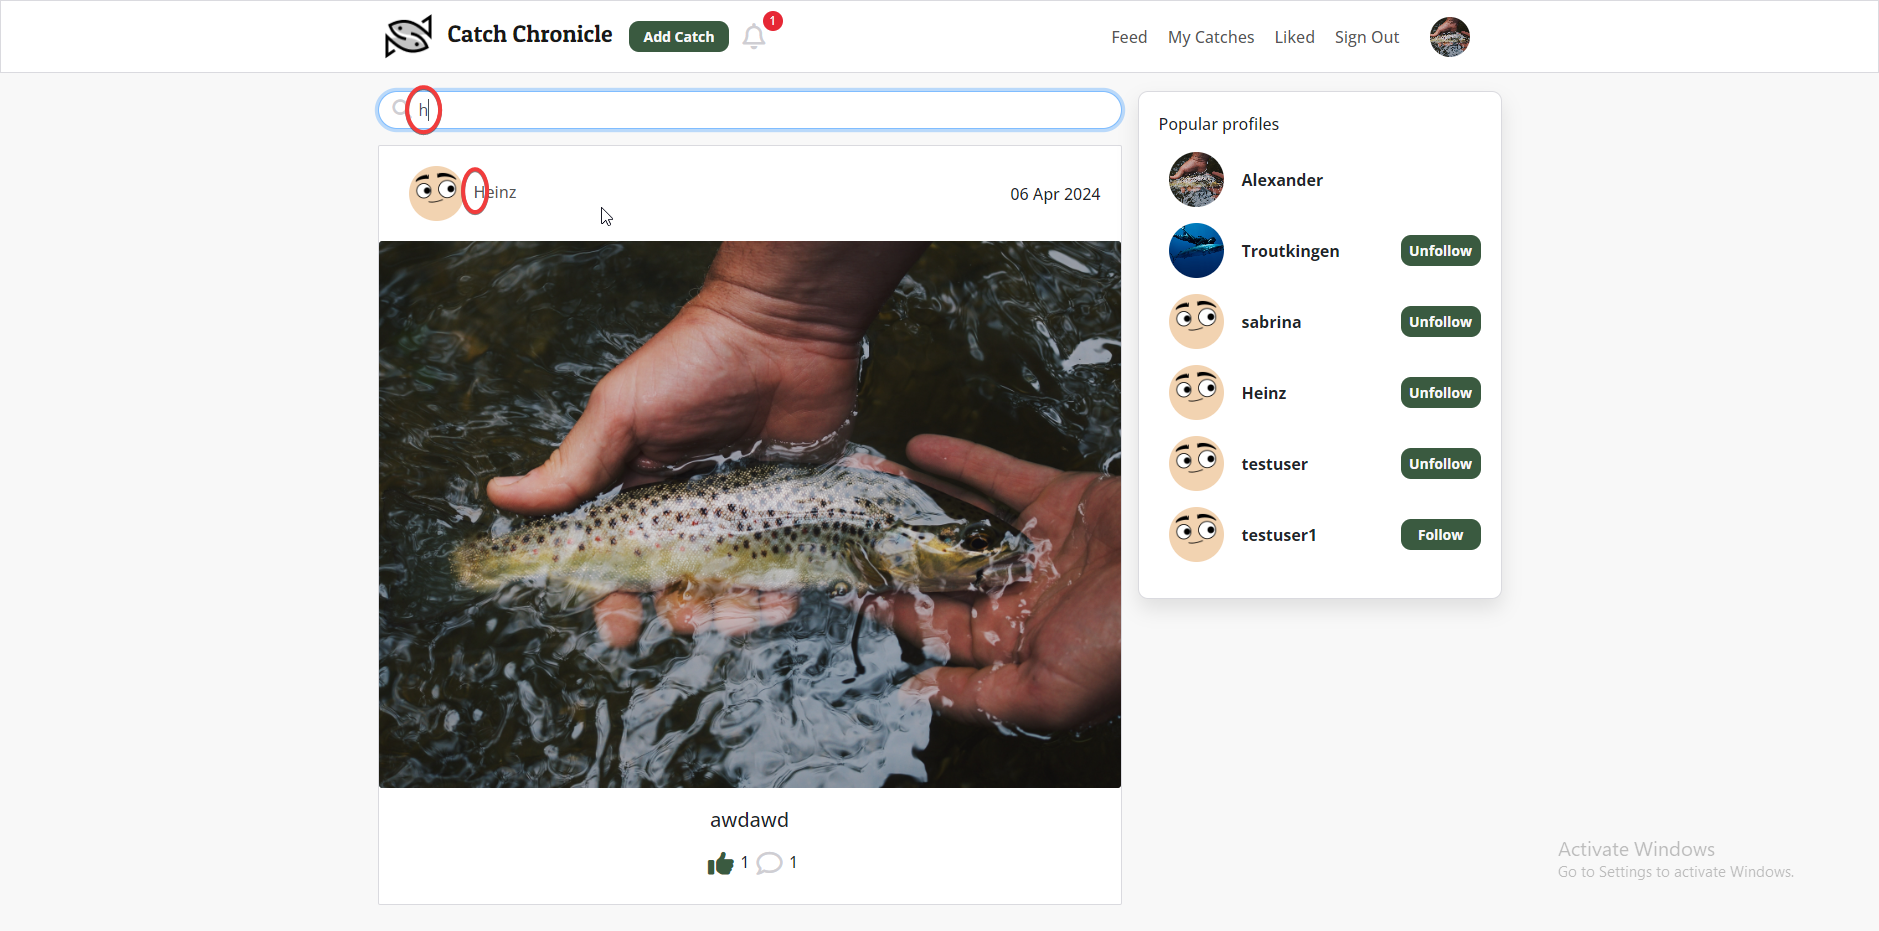 Catch Chronicle
Add Catch
1
Feed
My Catches
Liked
Sign Out
h
Heinz
06 Apr 2024
awdawd
1
1
Popular profiles
Alexander
Troutkingen
Unfollow
sabrina
Unfollow
Heinz
Unfollow
testuser
Unfollow
testuser1
Follow
Activate Windows
Go to Settings to activate Windows.